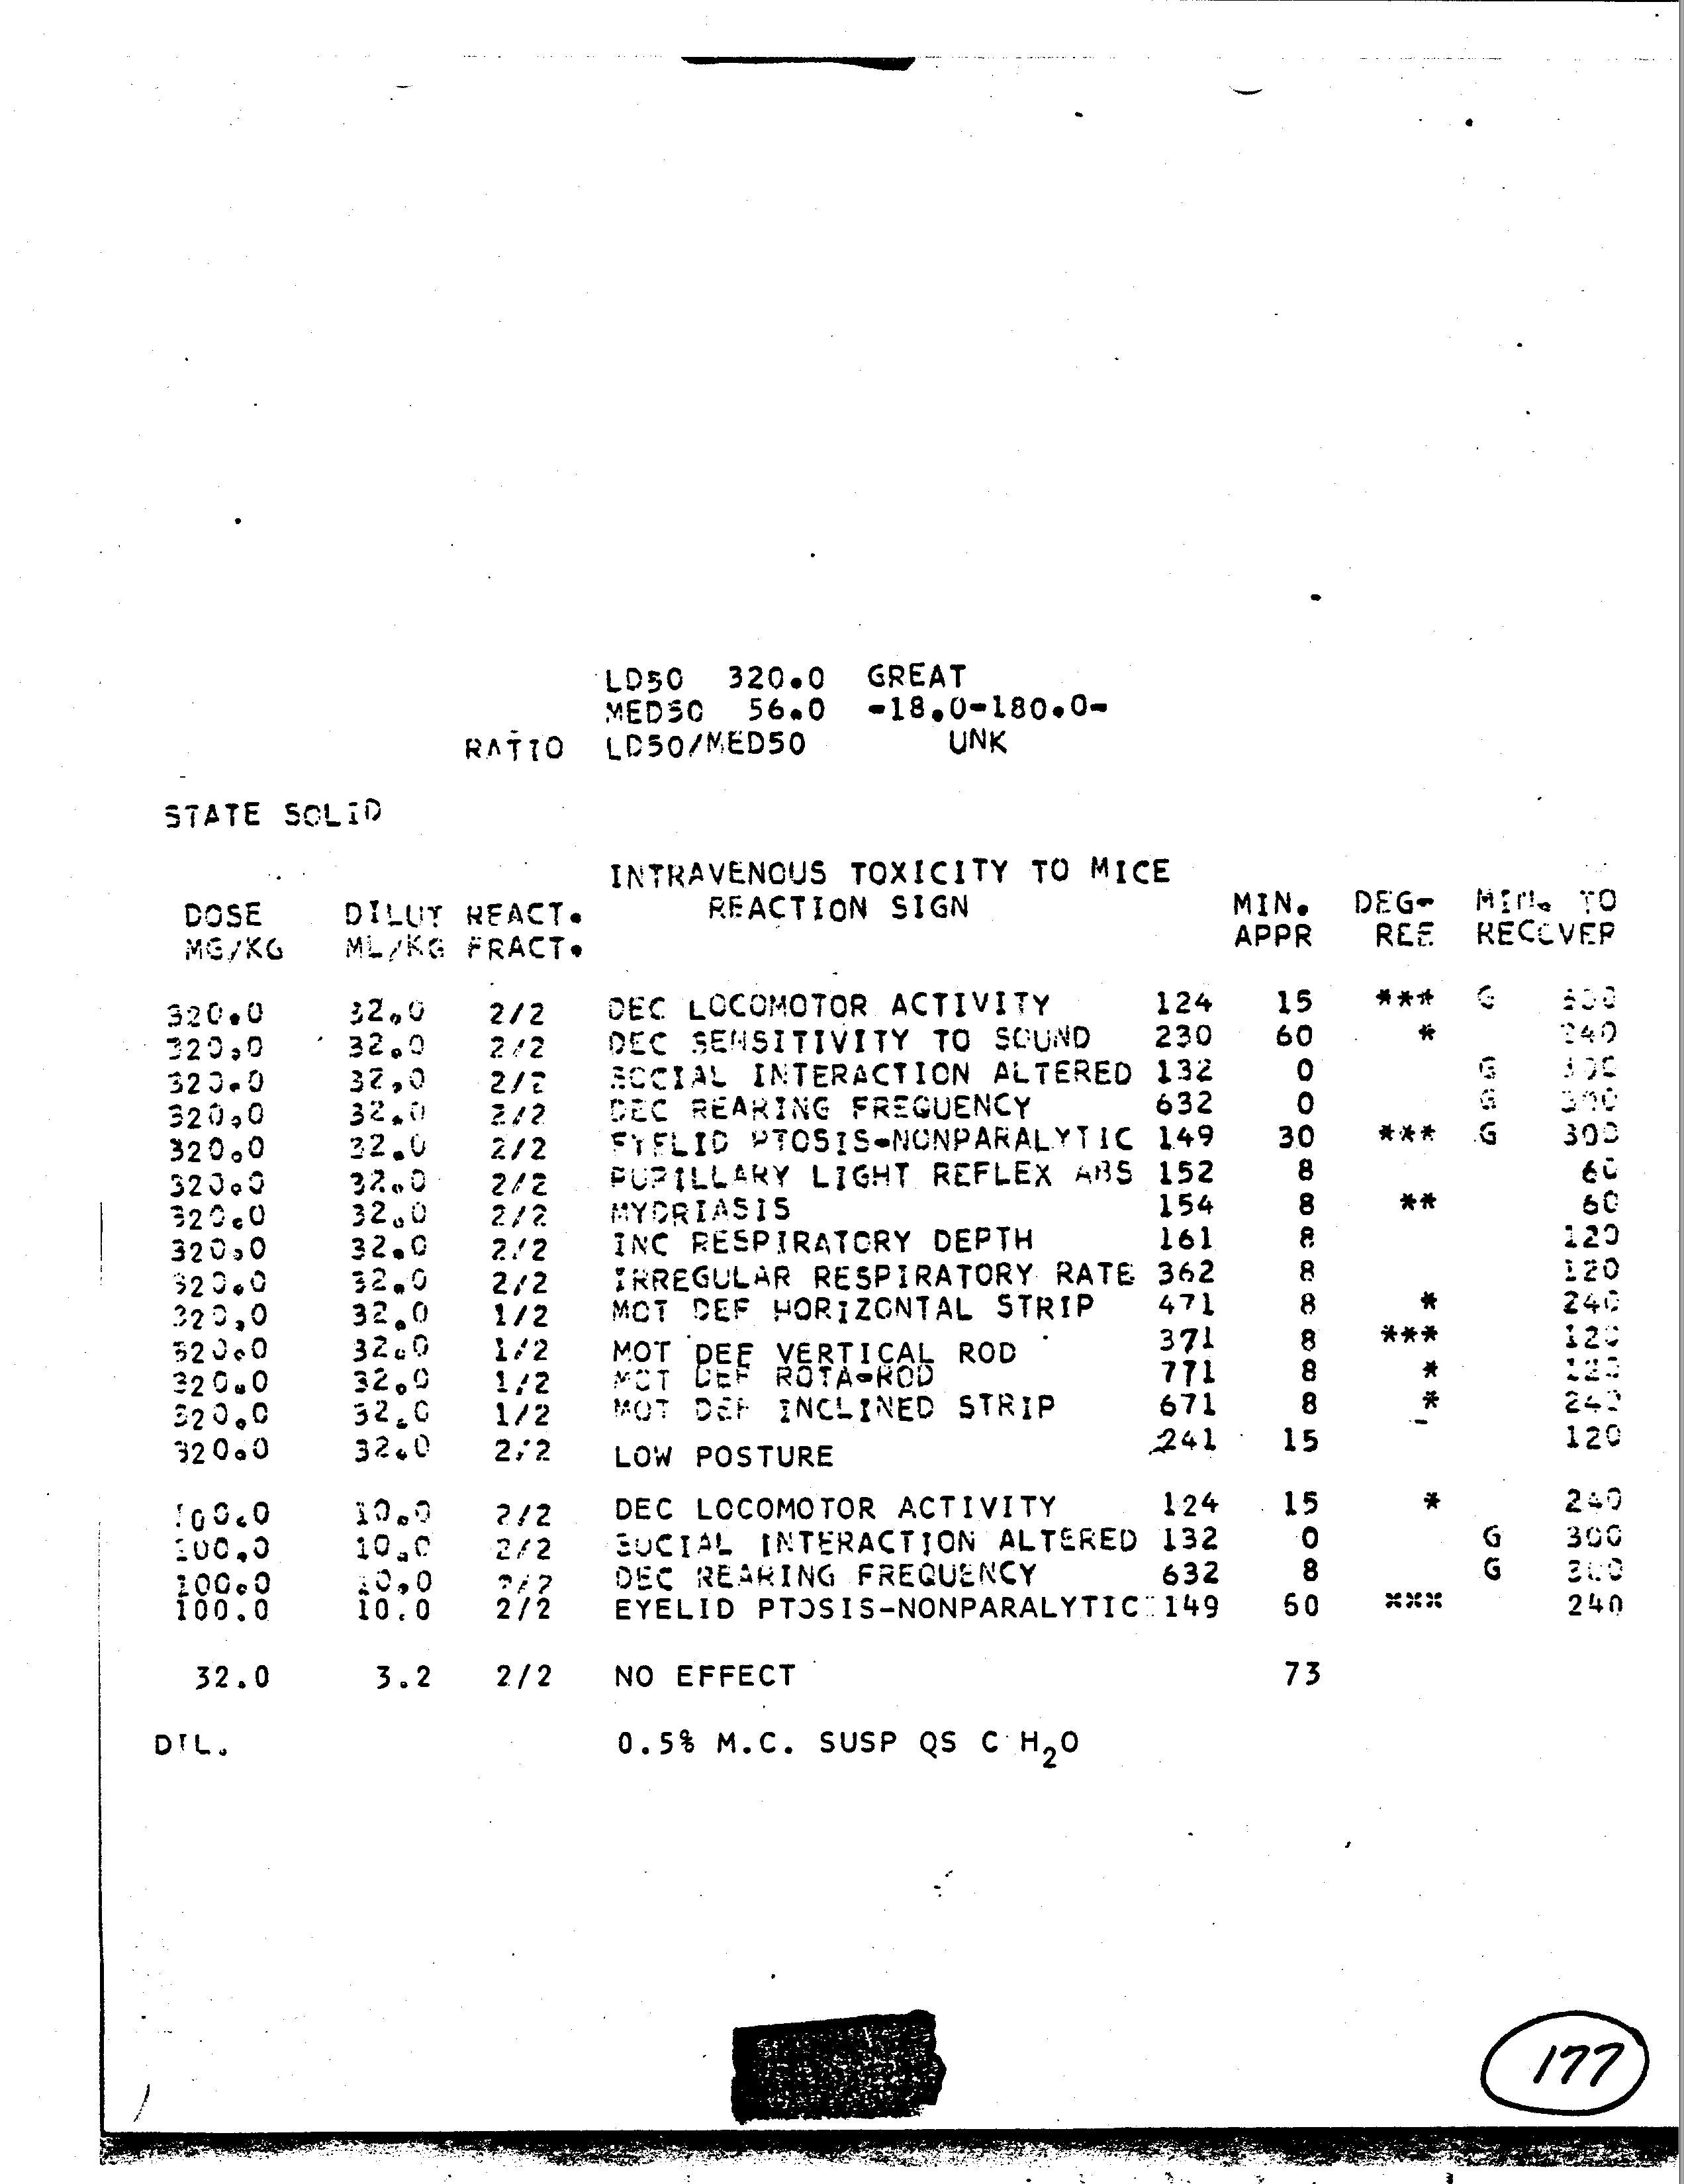 LD50 320.0 GREAT
MED50 56.0 -18.0-180.0-
RATIO LD50/MED50 UNK
STATE SOLID
INTRAVENOUS TOXICITY TO MICE
DOSE DILUT REACT. REACTION SIGN MIN. DEG- MIN. TO
MG/KG ML/KG FRACT. APPR REE RECOVER
320.0 32.0 2/2 DEC LOCOMOTOR ACTIVITY 124 15 *** G
320.0 32.0 2/2 DEC SENSITIVITY TO SOUND 230 60 * 240
320.0 32.0 2/2 SOCIAL INTERACTION ALTERED 132 0 G
320.0 32.0 2/2 DEC REARING FREQUENCY 632 0 G 300
320.0 32.0 2/2 EYELID PTOSIS-NONPARALYTIC 149 30 *** G 300
320.0 32.0 2/2 PUPILLARY LIGHT REFLEX ABS 152 8 60
320.0 32.0 2/2 MYDRIASIS 154 8 ** 60
320.0 32.0 2/2 INC RESPIRATORY DEPTH 161 8 120
320.0 32.0 2/2 IRREGULAR RESPIRATORY RATE 362 8 120
320.0 32.0 1/2 MOT DEF HORIZONTAL STRIP 471 8 * 240
320.0 32.0 1/2 MOT DEF VERTICAL ROD 371 8 *** 120
320.0 32.0 1/2 MOT DEF ROTA-ROD 771 8 * 120
320.0 32.0 1/2 MOT DEF INCLINED STRIP 671 8 * 240
320.0 32.0 2/2 LOW POSTURE 241 15 120
100.0 10.0 2/2 DEC LOCOMOTOR ACTIVITY 124 15 * 240
100.0 10.0 2/2 SOCIAL INTERACTION ALTERED 132 0 G 300
100.0 10.0 2/2 DEC REARING FREQUENCY 632 8 G 300
100.0 10.0 2/2 EYELID PTOSIS-NONPARALYTIC 149 60 *** 240
32.0 3.2 2/2 NO EFFECT 73
DIL. 0.5% M.C. SUSP QS C H₂O
177